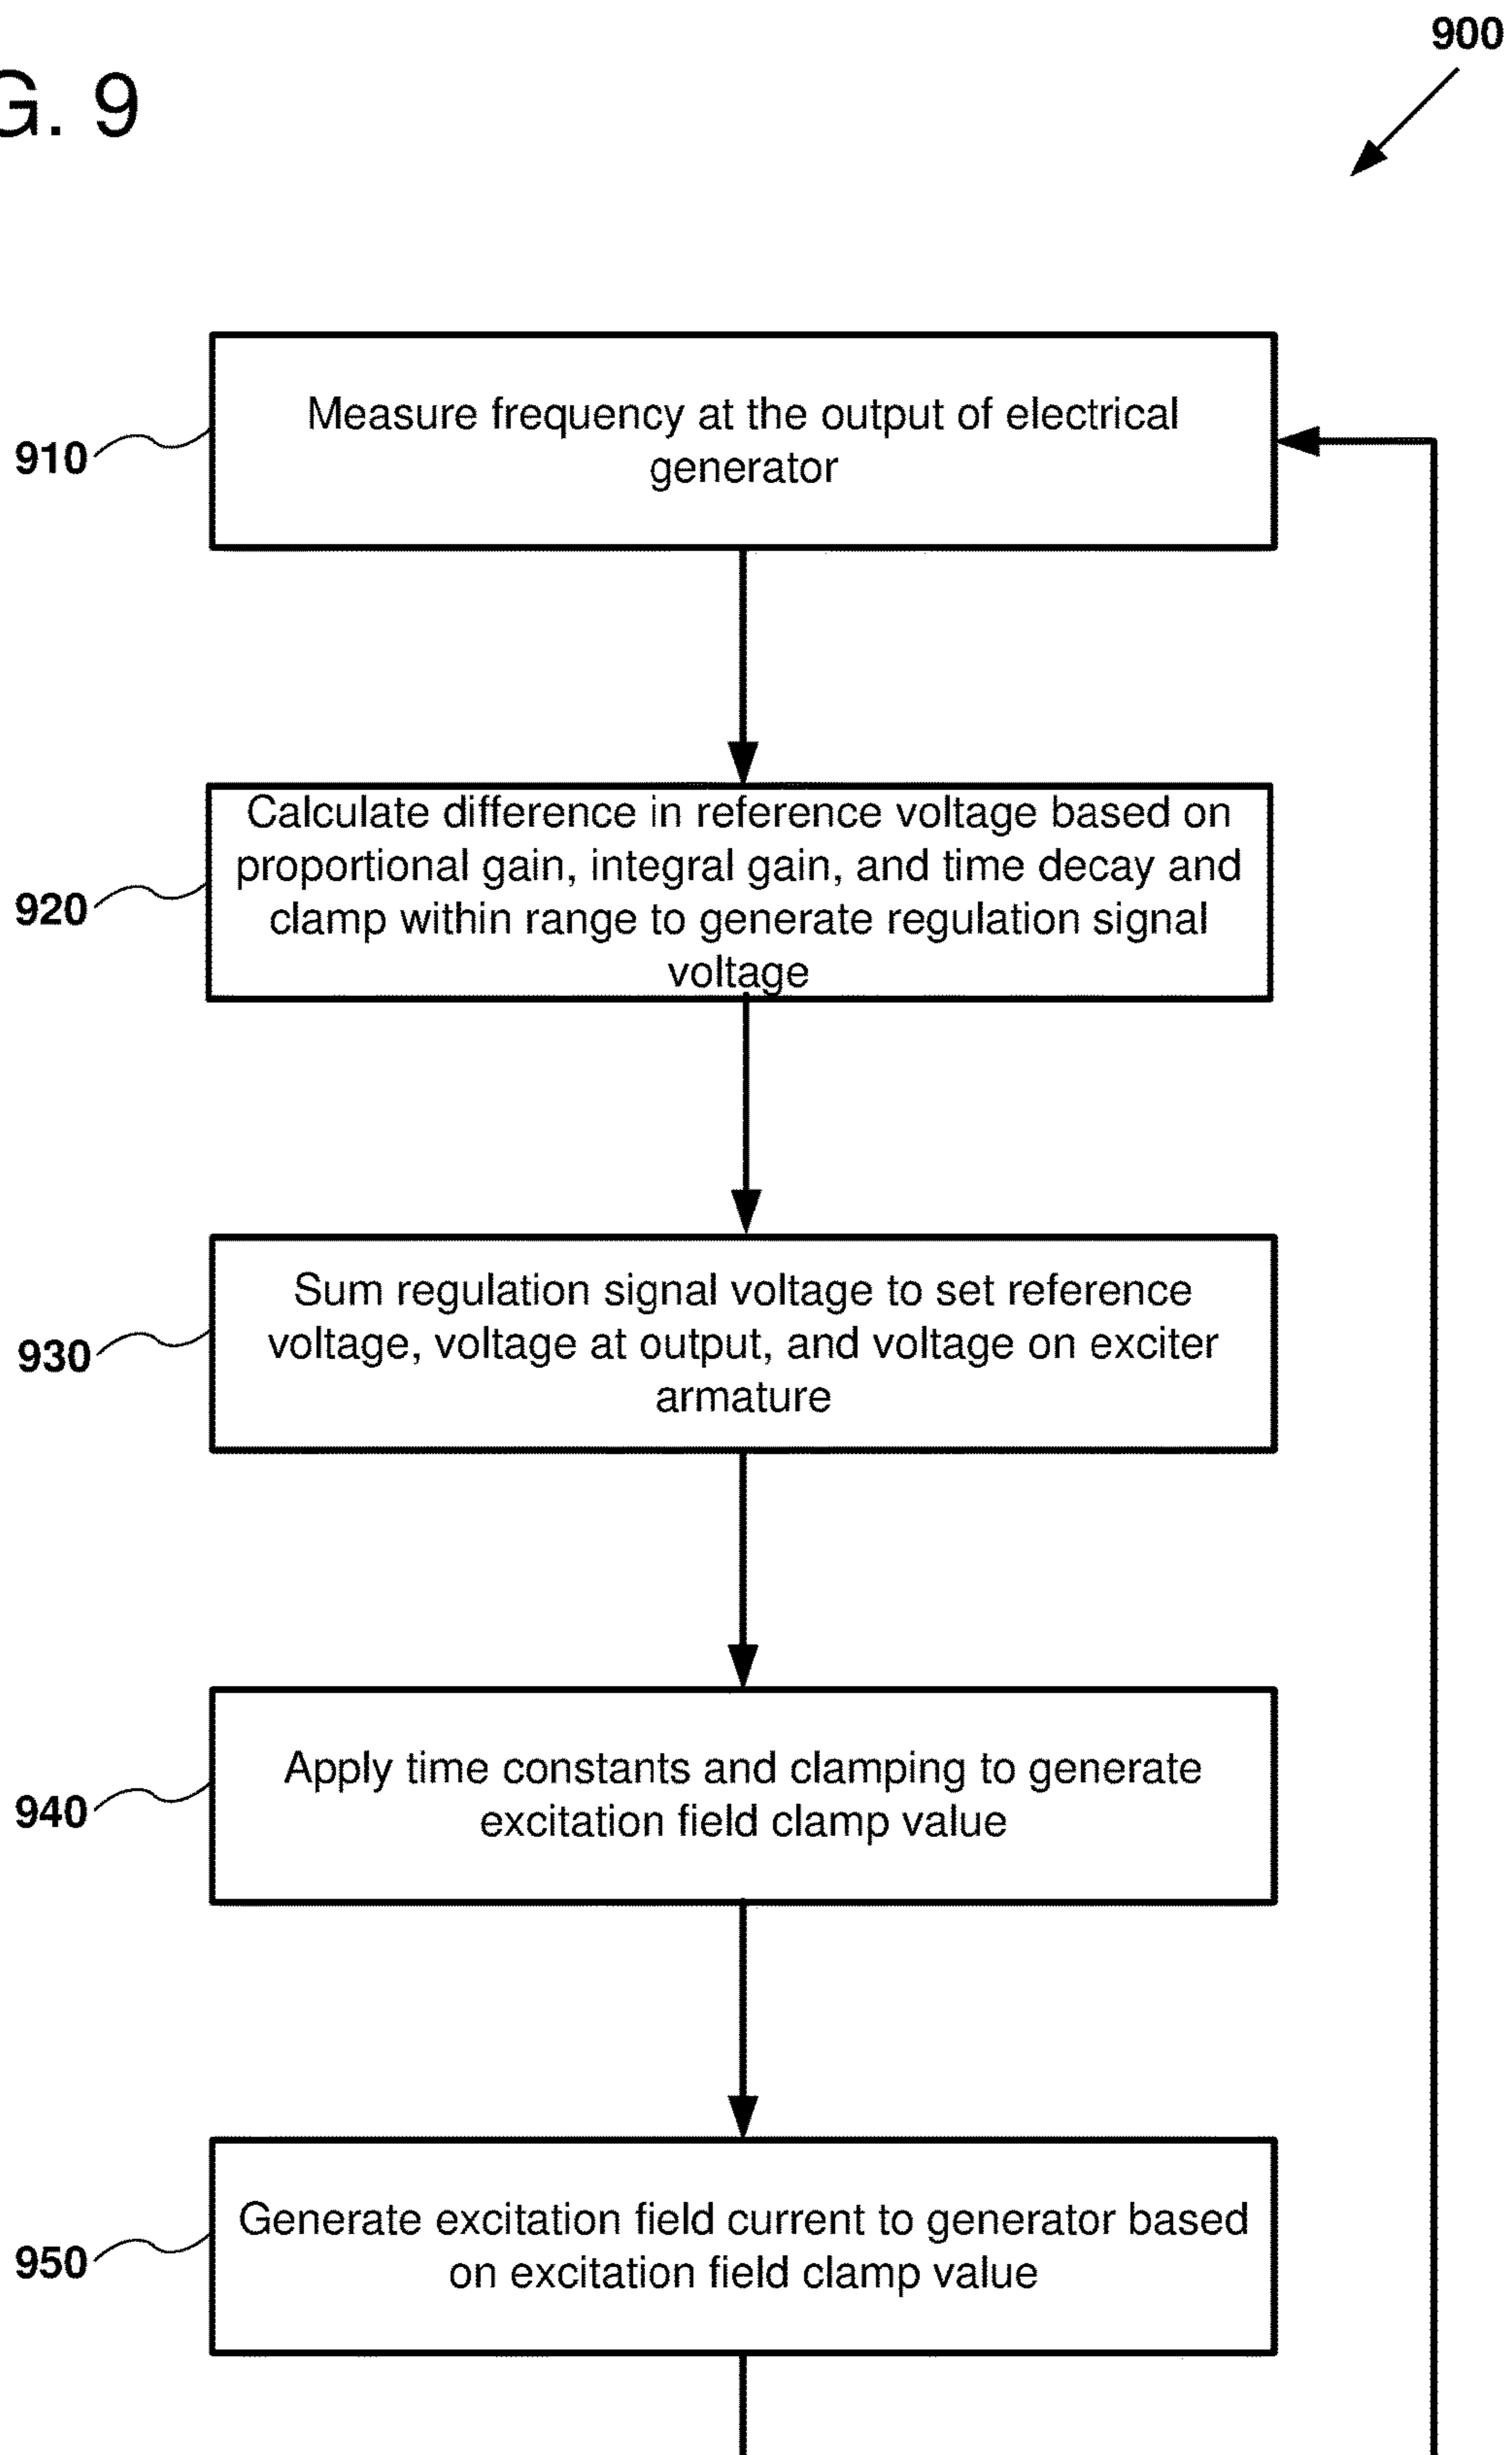 900
G. 9
910
Measure frequency at the output of electrical
generator
920
Calculate difference in reference voltage based on
proportional gain, integral gain, and time decay and
clamp within range to generate regulation signal
voltage
930
Sum regulation signal voltage to set reference
voltage, voltage at output, and voltage on exciter
armature
940
Apply time constants and clamping to generate
excitation field clamp value
950
Generate excitation field current to generator based
on excitation field clamp value